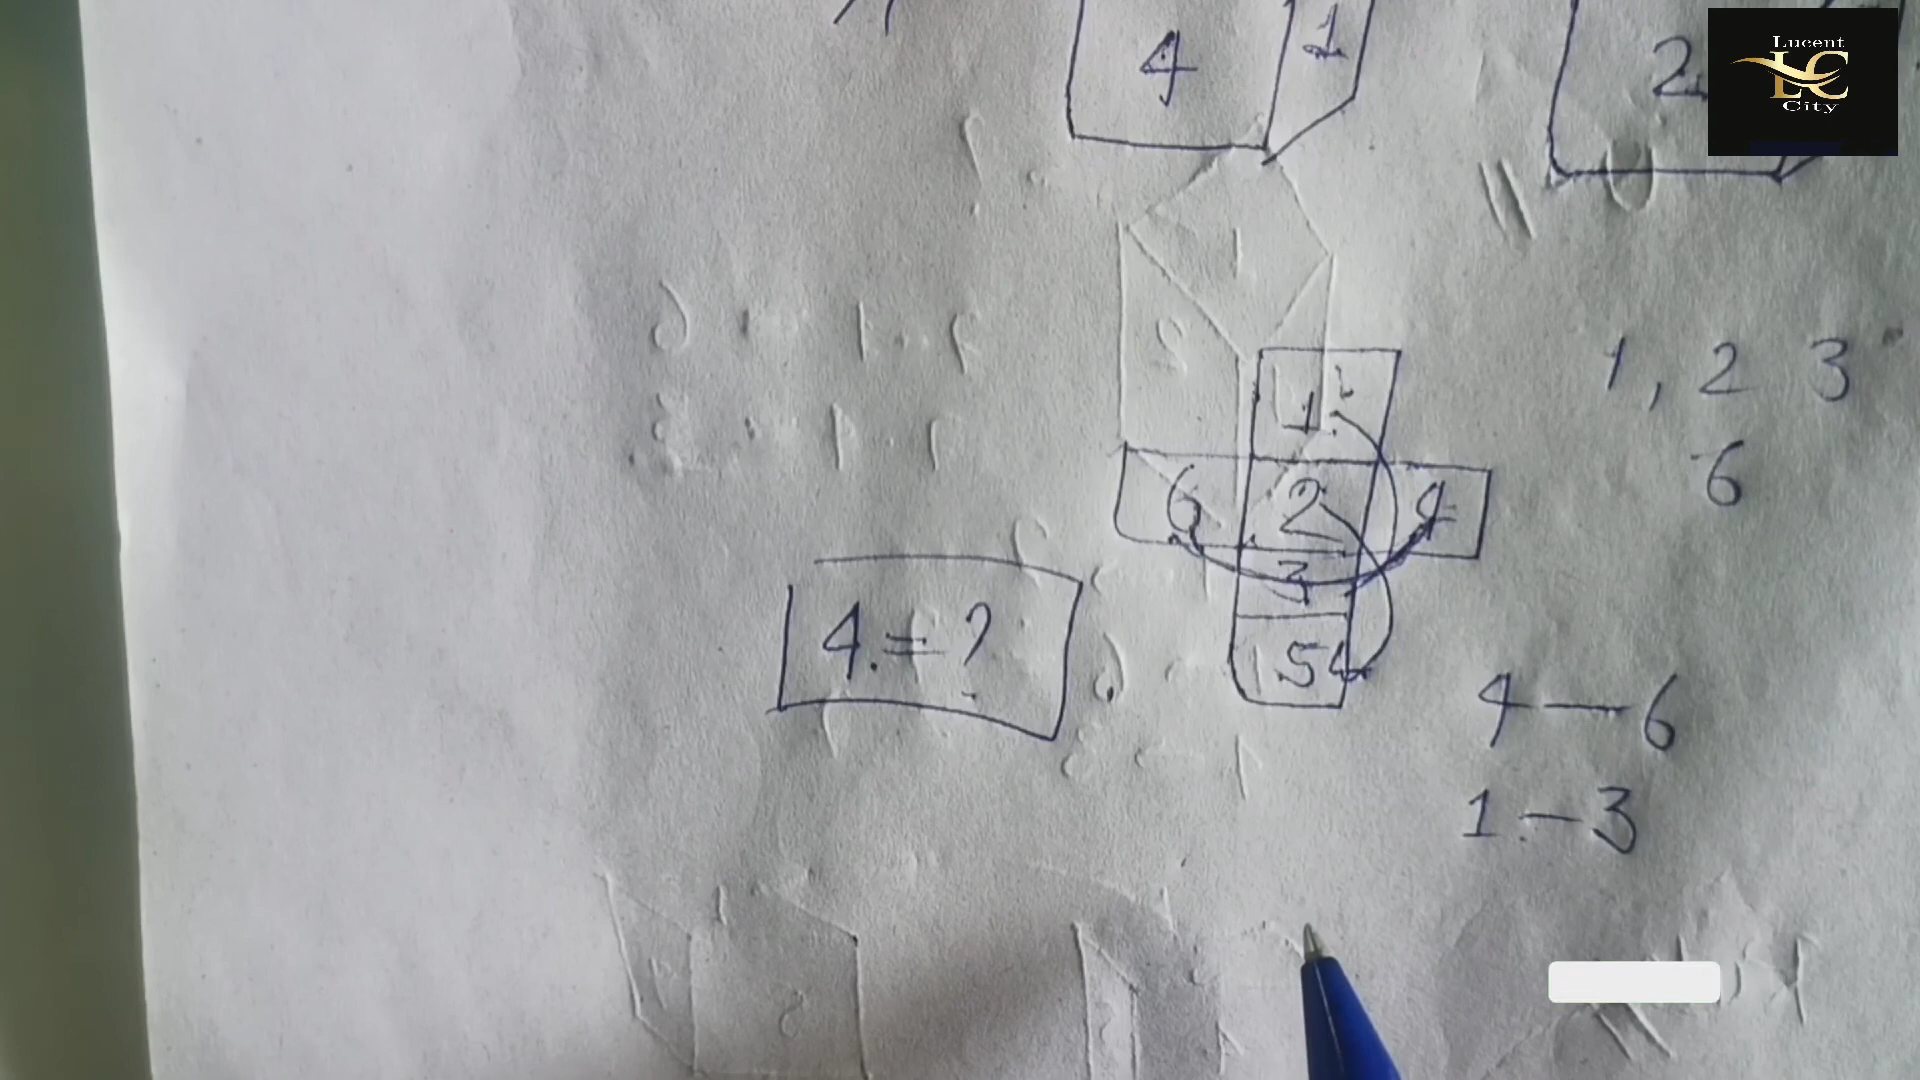 4 1
2
Lucent
LC
City
1
6 2 4
3
5
4 = ?
1, 2 3
6
4 — 6
1 — 3